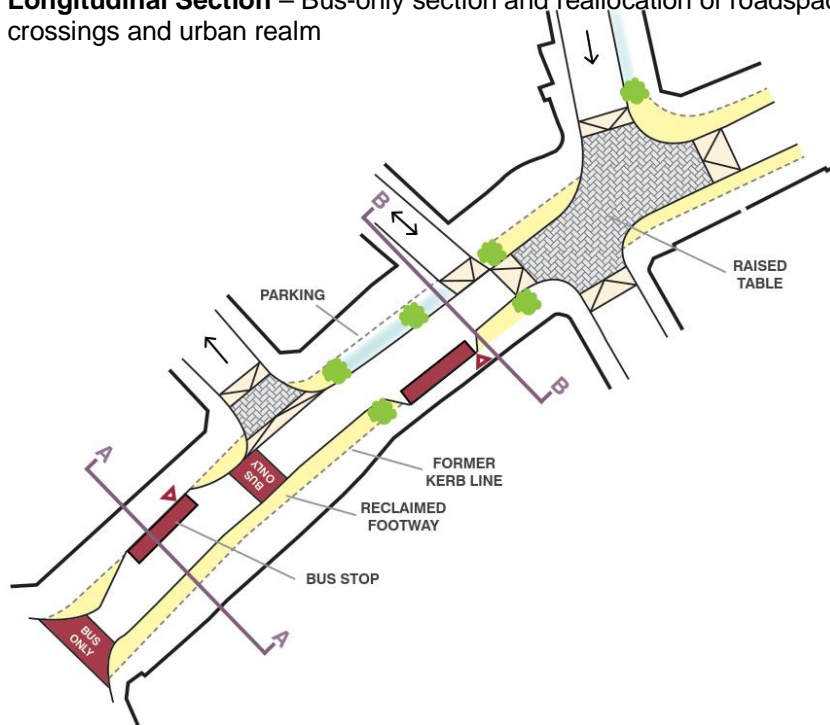 Longitudinal Section – Bus-only section and reallocation of roadspac
crossings and urban realm
B
RAISED
TABLE
PARKING
B
A
FORMER
KERB LINE
BUS
ONLY
RECLAIMED
FOOTWAY
BUS STOP
A
BUS
ONLY